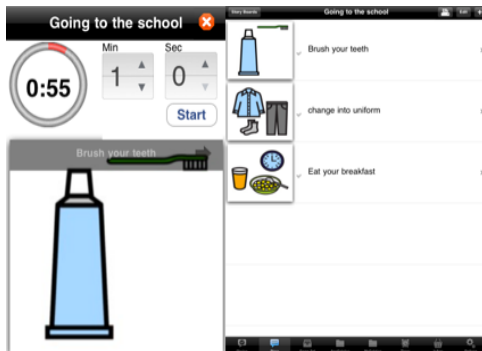 Going to the school
Min
Sec
0:55
1
0
Start
Brush your teeth
Story Boards
Going to the school
Edit
Brush your teeth
change into uniform
Eat your breakfast